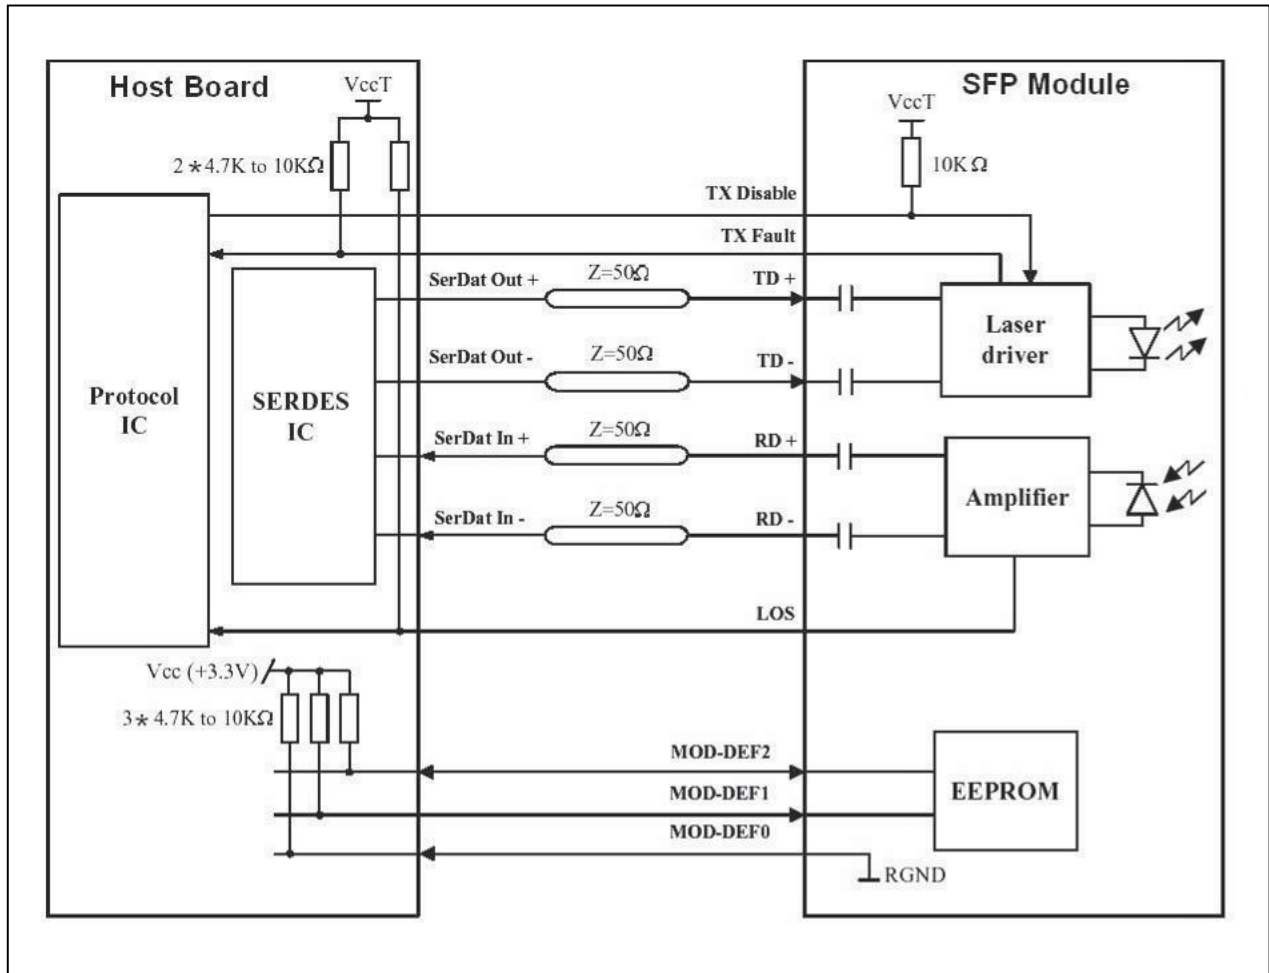 Host Board
SFP Module
VccT
VccT
2*4.7K to 10KΩ
10KΩ
TX Disable
TX Fault
SerDat Out +
Z=50Ω
TD +
Laser
driver
SerDat Out -
Z=50Ω
TD -
Protocol
IC
SERDES
IC
SerDat In +
Z=50Ω
RD +
Amplifier
SerDat In -
Z=50Ω
RD -
LOS
Vcc (+3.3V)
3*4.7K to 10KΩ
MOD-DEF2
MOD-DEF1
EEPROM
MOD-DEF0
RGND